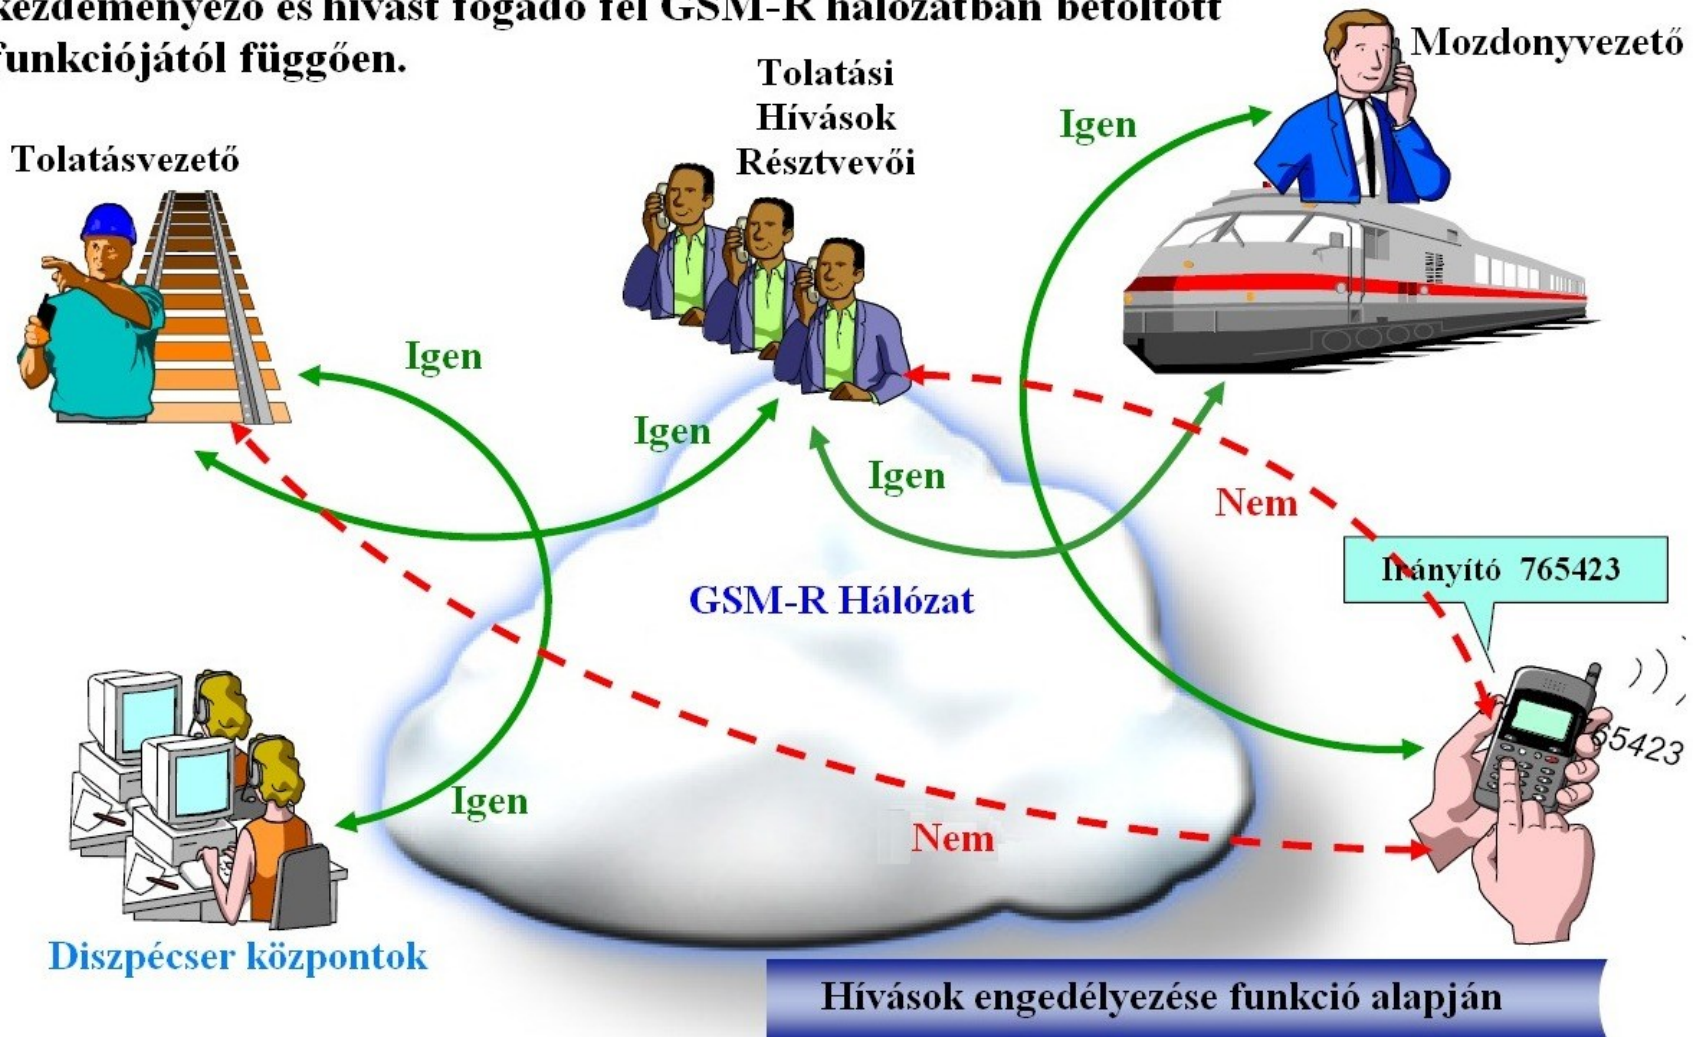 kezdeményező és hívást fogadó fél GSM-R hálózatban betöltött
funkciójától függően.
Tolatásvezető
Tolatási
Hívások
Résztvevői
Igen
Mozdonyvezető
Igen
Igen
Igen
Nem
Irányító 765423
GSM-R Hálózat
65423
Igen
Nem
Diszpécser központok
Hívások engedélyezése funkció alapján